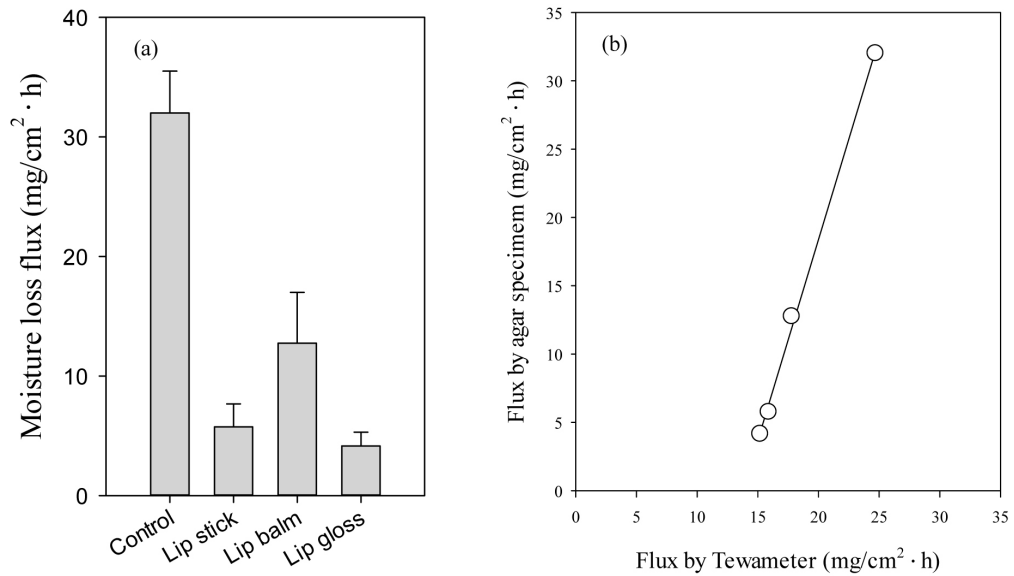 (a)
Moisture loss flux (mg/cm² · h)
40
30
20
10
0
Control
Lip stick
Lip balm
Lip gloss
(b)
Flux by agar specimem (mg/cm² · h)
35
30
25
20
15
10
5
0
0 5 10 15 20 25 30 35
Flux by Tewameter (mg/cm² · h)